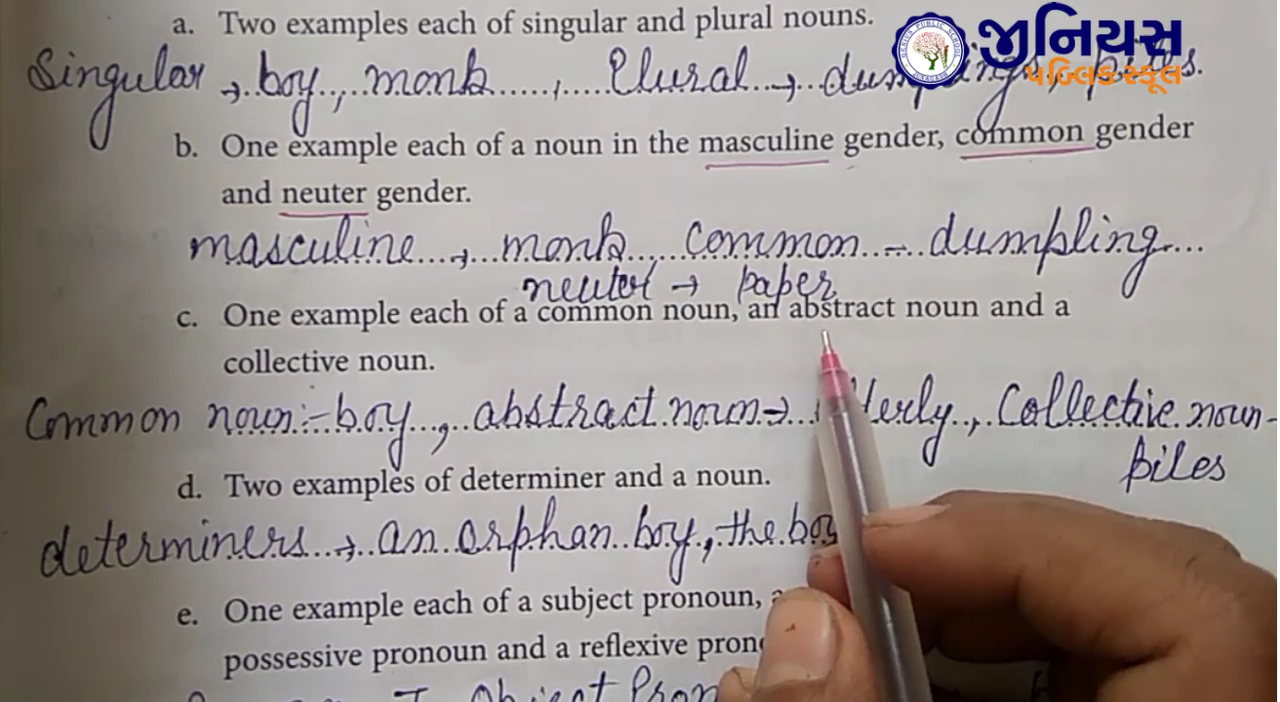 a. Two examples each of singular and plural nouns.
જીનિયસ
પબ્લિક સ્કૂલ
Singular → boy, monk , Plural →
b. One example each of a noun in the masculine gender, common gender
and neuter gender.
masculine → monk common → dumpling
neuter → paper
c. One example each of a common noun, an abstract noun and a
collective noun.
Common noun:- boy, abstract noun → , Collective noun-
piles
d. Two examples of determiner and a noun.
determiners → an orphan boy, the boy
e. One example each of a subject pronoun,
possessive pronoun and a reflexive
I Object